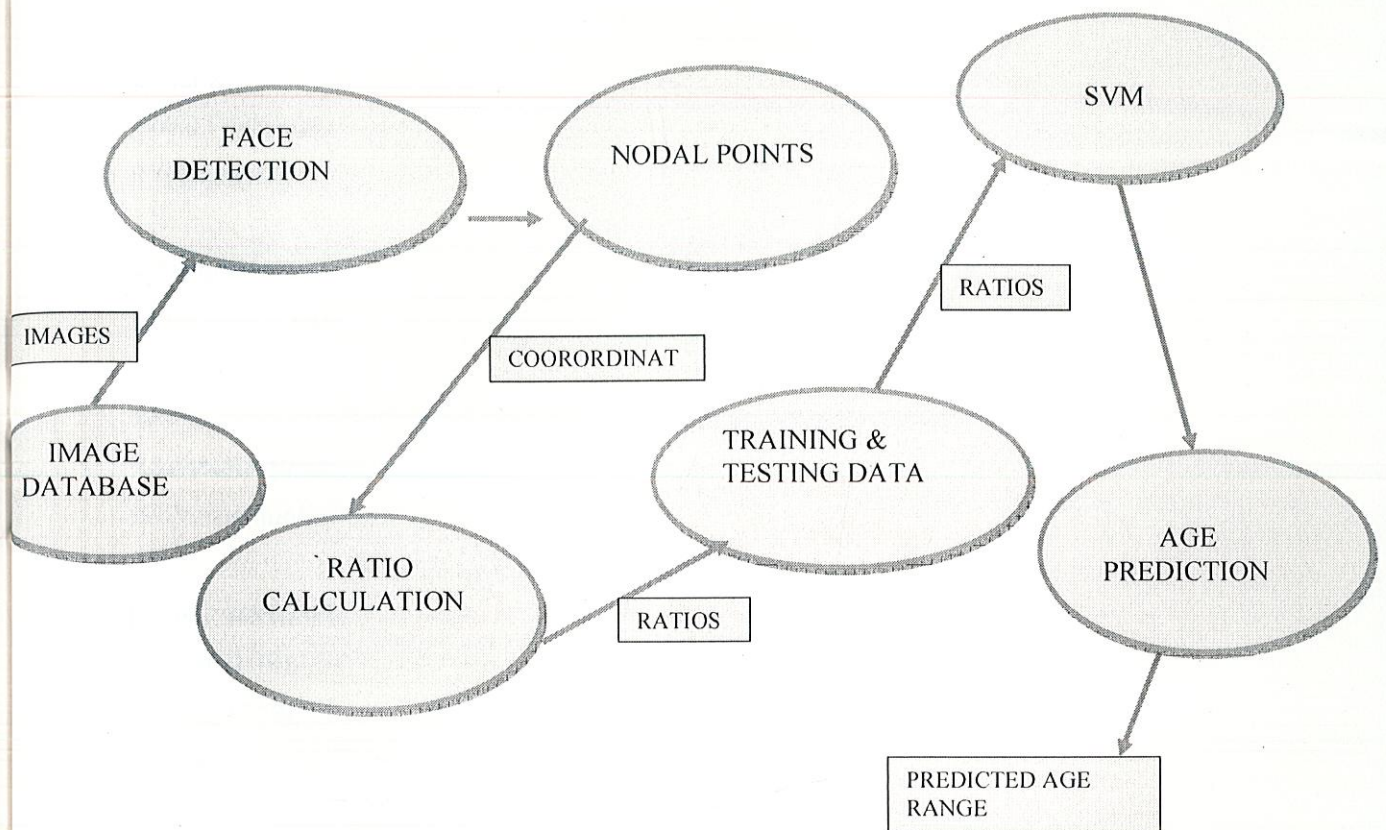 FACE
DETECTION
NODAL POINTS
SVM
IMAGES
COORORDINAT
RATIOS
IMAGE
DATABASE
TRAINING &
TESTING DATA
RATIO
CALCULATION
RATIOS
AGE
PREDICTION
PREDICTED AGE
RANGE